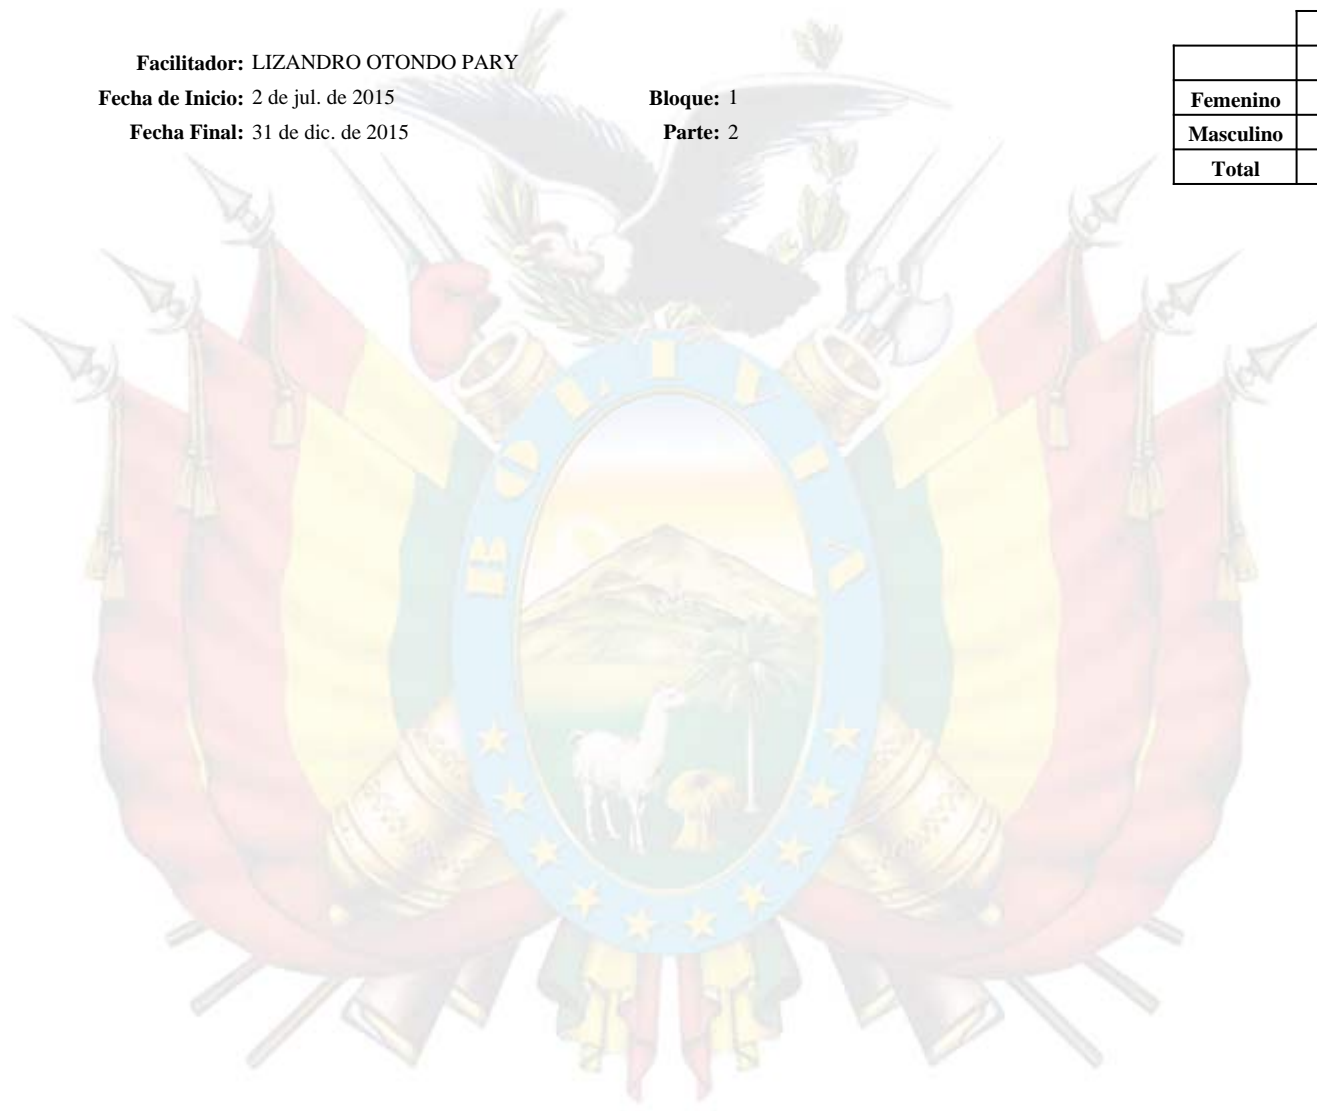 Facilitador: LIZANDRO OTONDO PARY
Fecha de Inicio: 2 de jul. de 2015 Bloque: 1
Fecha Final: 31 de dic. de 2015 Parte: 2
Femenino
Masculino
Total
BOLIVIA